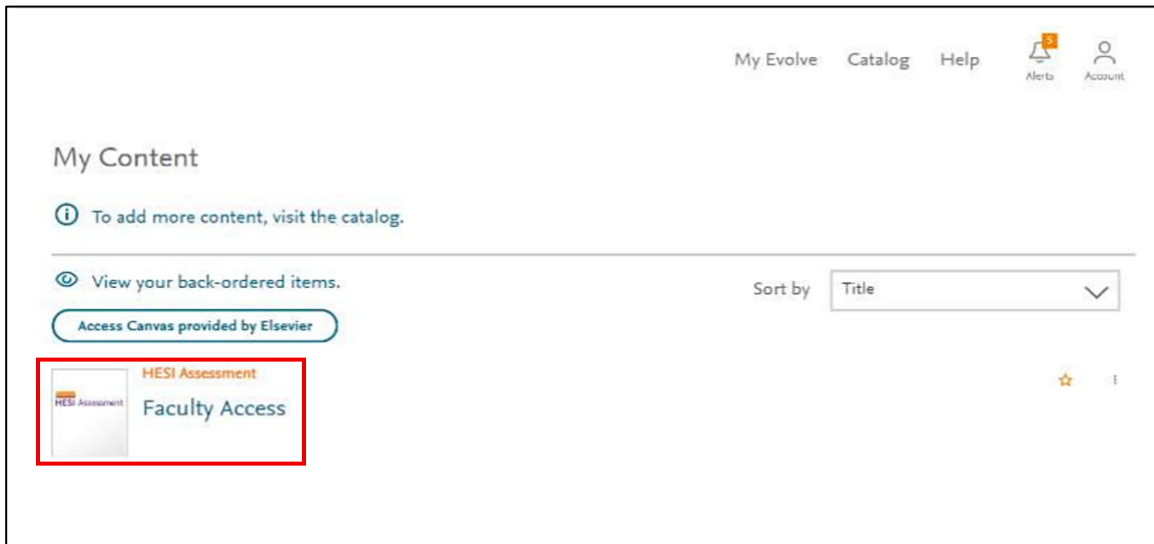 My Evolve Catalog Help
5
Alerts Account
My Content
To add more content, visit the catalog.
View your back-ordered items.
Sort by Title
Access Canvas provided by Elsevier
HESI Assessment
HESI Assessment
Faculty Access